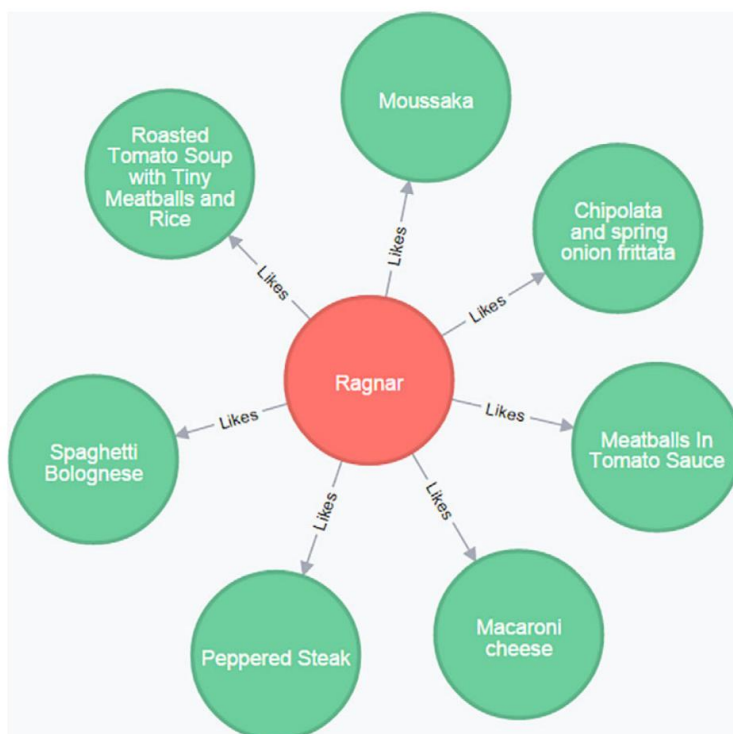 Moussaka
Roasted
Tomato Soup
with Tiny
Meatballs and
Rice
Chipolata
and spring
onion frittata
Likes
Likes
Likes
Ragnar
Likes
Meatballs In
Tomato Sauce
Likes
Spaghetti
Bolognese
Likes
Likes
Macaroni
cheese
Peppered Steak